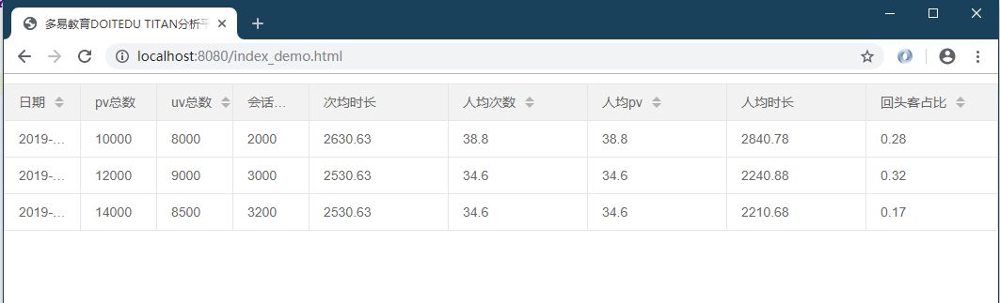 多易教育DOITEDU TITAN分析平
localhost:8080/index_demo.html
日期 pv总数 uv总数 会话... 次均时长 人均次数 人均pv 人均时长 回头客占比
2019-... 10000 8000 2000 2630.63 38.8 38.8 2840.78 0.28
2019-... 12000 9000 3000 2530.63 34.6 34.6 2240.88 0.32
2019-... 14000 8500 3200 2530.63 34.6 34.6 2210.68 0.17